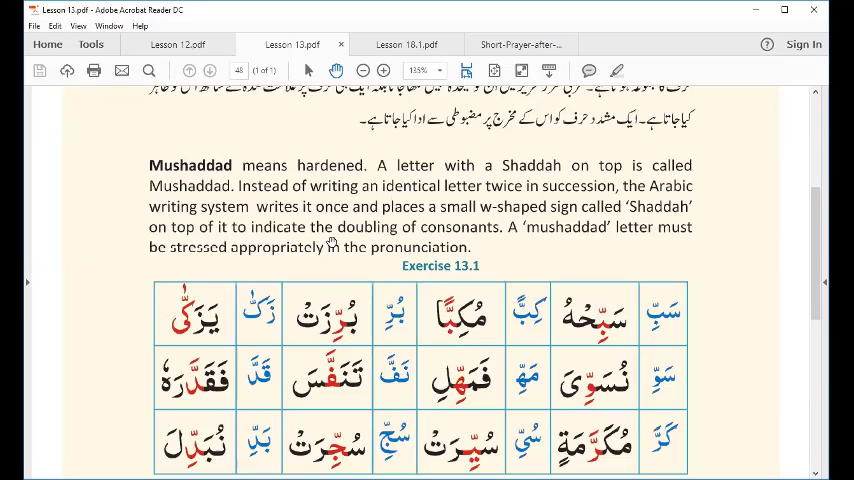 Lesson 13.pdf - Adobe Acrobat Reader DC
File Edit View Window Help
Home Tools Lesson 12.pdf Lesson 13.pdf × Lesson 18.1.pdf Short-Prayer-after-... Sign In
48 (1 of 1) 135%
کیا جاتا ہے۔ ایک مشدد حرف کو اس کے مخرج پر مضبوطی سے ادا کیا جاتا ہے۔
Mushaddad means hardened. A letter with a Shaddah on top is called
Mushaddad. Instead of writing an identical letter twice in succession, the Arabic
writing system writes it once and places a small w-shaped sign called ‘Shaddah’
on top of it to indicate the doubling of consonants. A ‘mushaddad’ letter must
be stressed appropriately in the pronunciation.
Exercise 13.1
سَبِّ سَبِّحْهُ كِبًّ مُكِبًّا بُرِّ بُرِّزَتْ زَكّٰ يَزَكّٰى
سَوِّ نُسَوِّىَ مَهِّ فَمَهِّلِ نَفَّ تَنَفَّسَ قَدَّ فَقَدَّرَهٗ
كَرَّ مُكَرَّمَةٍ سُيِّ سُيِّرَتْ سُجِّ سُجِّرَتْ بَدِّ نُبَدِّلَ